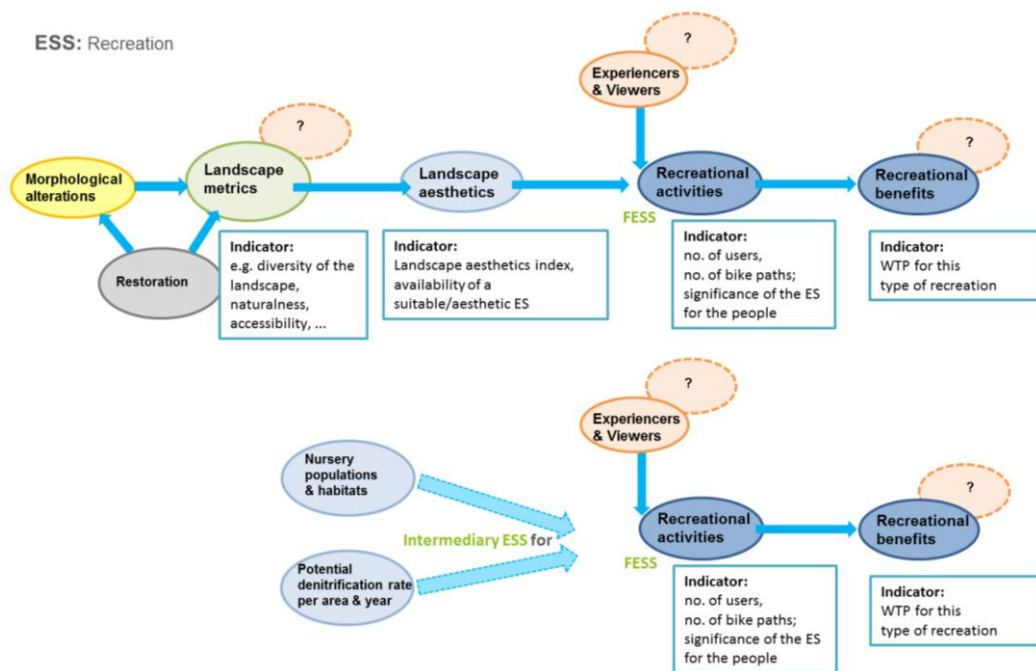 ESS: Recreation
?
Experiencers
& Viewers
?
Morphological
alterations
Landscape
metrics
Landscape
aesthetics
Recreational
activities
?
Recreational
benefits
FESS
Restoration
Indicator:
e.g. diversity of the
landscape,
naturalness,
accessibility, ...
Indicator:
Landscape aesthetics index,
availability of a
suitable/aesthetic ES
Indicator:
no. of users,
no. of bike paths;
significance of the ES
for the people
Indicator:
WTP for this
type of recreation
?
Experiencers
& Viewers
Nursery
populations
& habitats
Intermediary ESS for
Potential
denitrification rate
per area & year
Recreational
activities
?
Recreational
benefits
FESS
Indicator:
no. of users,
no. of bike paths;
significance of the ES
for the people
Indicator:
WTP for this
type of recreation